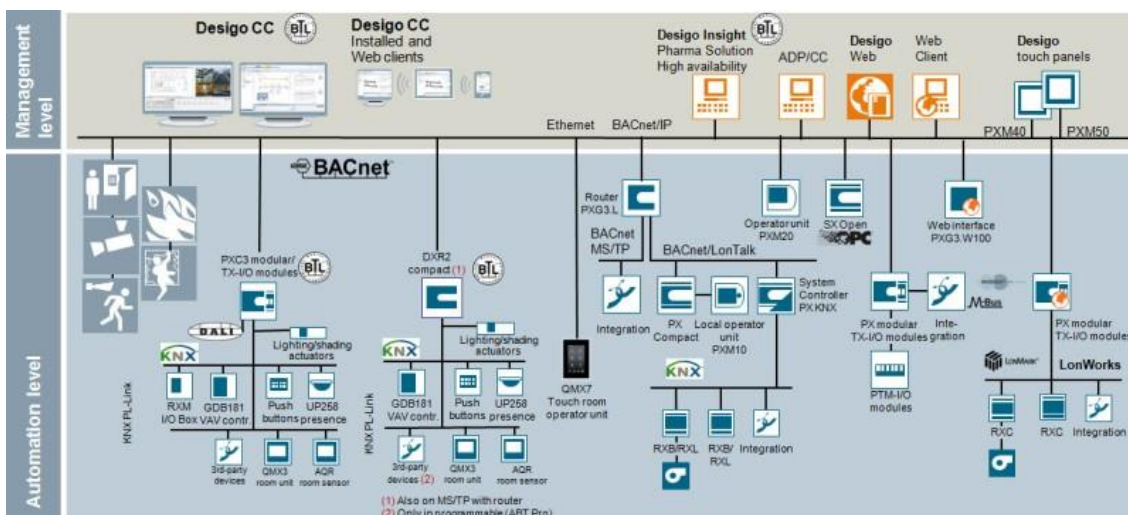 Management
level
Desigo CC
BTL
Desigo CC
Installed and
Web clients
Desigo Insight
Pharma Solution
High availability
BTL
ADP/CC
Desigo
Web
Web
Client
Desigo
touch panels
PXM40
PXM50
Ethernet
BACnet/IP
Automation level
BACnet
PXC3 modular/
TX-I/O modules
BTL
DALI
Lighting/shading
actuators
KNX
KNX PL-Link
RXM
I/O Box
GDB181
VAV contr.
Push
buttons
UP258
presence
3rd-party
devices
QMX3
room unit
AQR
room sensor
DXR2
compact (1)
BTL
Lighting/shading
actuators
KNX
KNX PL-Link
GDB181
VAV contr.
Push
buttons
UP258
presence
3rd-party
devices (2)
QMX3
room unit
AQR
room sensor
(1) Also on MS/TP with router
(2) Only in programmable (ABT Pro)
QMX7
Touch room
operator unit
Router
PXG3.L
BACnet
MS/TP
BACnet/LonTalk
Integration
PX
Compact
Local operator
unit
PXM10
System
Controller
PX KNX
KNX
RXB/RXL
RXB/
RXL
Integration
Operator unit
PXM20
SX Open
OPC
PX modular
TX-I/O modules
Inte-
gration
M-Bus
PTM-I/O
modules
Web interface
PXG3.W100
PX modular
TX-I/O modules
LONMARK
LonWorks
RXC
RXC
Integration